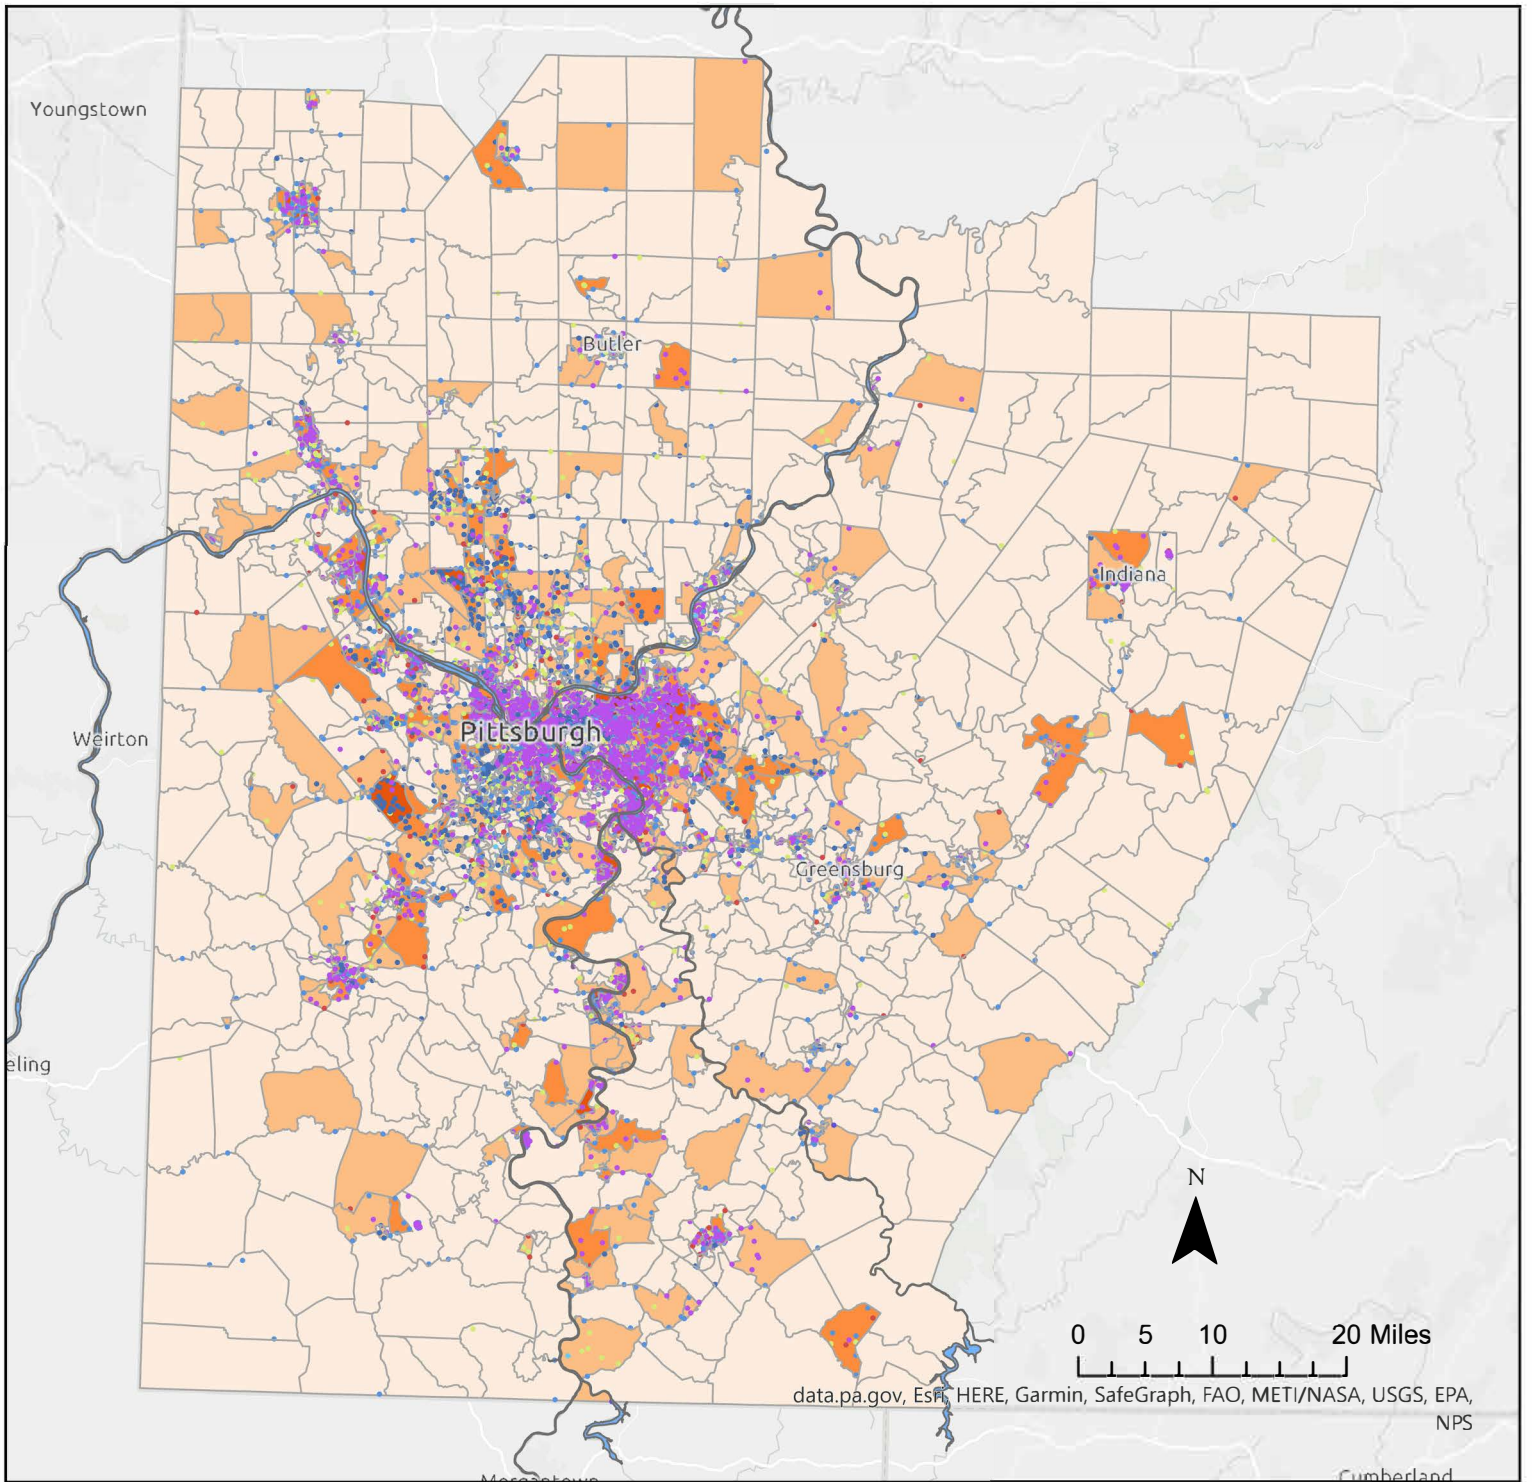 Youngstown
Butler
Indiana
Weirton
Pittsburgh
Greensburg
eling
N
0 5 10 20 Miles
data.pa.gov, Esri, HERE, Garmin, SafeGraph, FAO, METI/NASA, USGS, EPA,
NPS
Morgantown
Cumberland